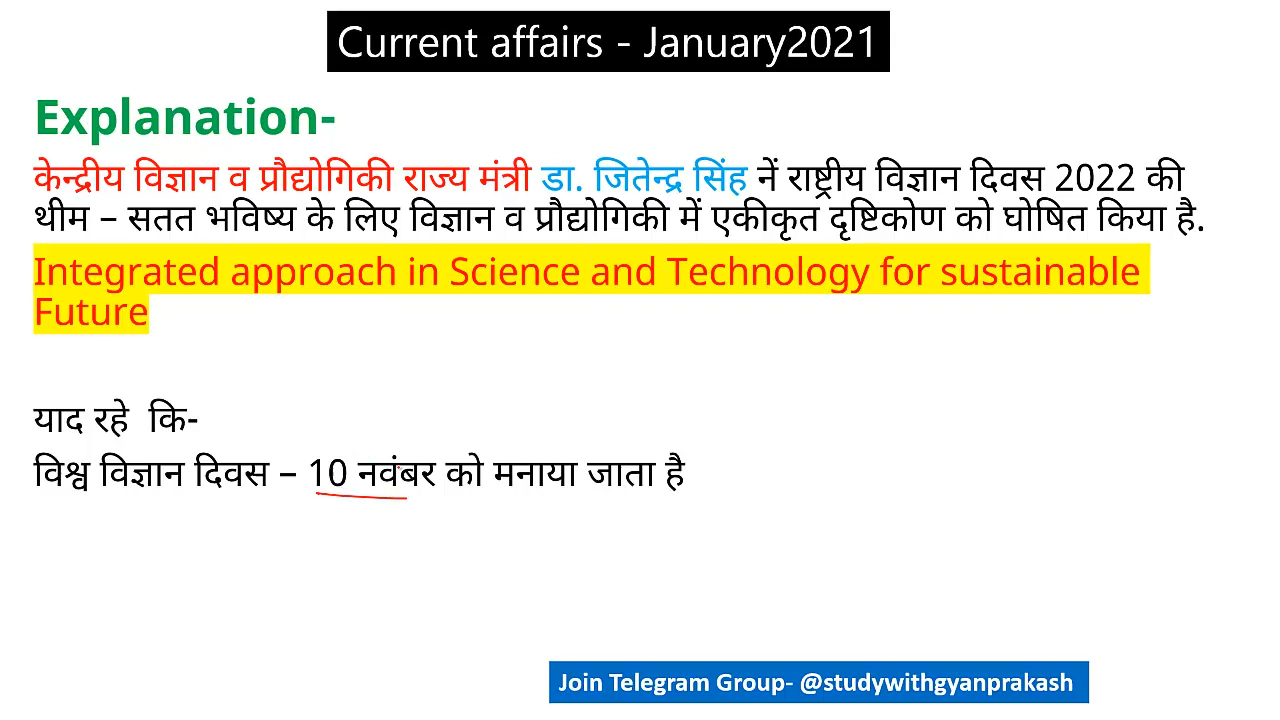 Current affairs - January2021
Explanation-
केन्द्रीय विज्ञान व प्रौद्योगिकी राज्य मंत्री डा. जितेन्द्र सिंह नें राष्ट्रीय विज्ञान दिवस 2022 की
थीम – सतत भविष्य के लिए विज्ञान व प्रौद्योगिकी में एकीकृत दृष्टिकोण को घोषित किया है.
Integrated approach in Science and Technology for sustainable
Future
याद रहे कि-
विश्व विज्ञान दिवस – 10 नवंबर को मनाया जाता है
Join Telegram Group- @studywithgyanprakash